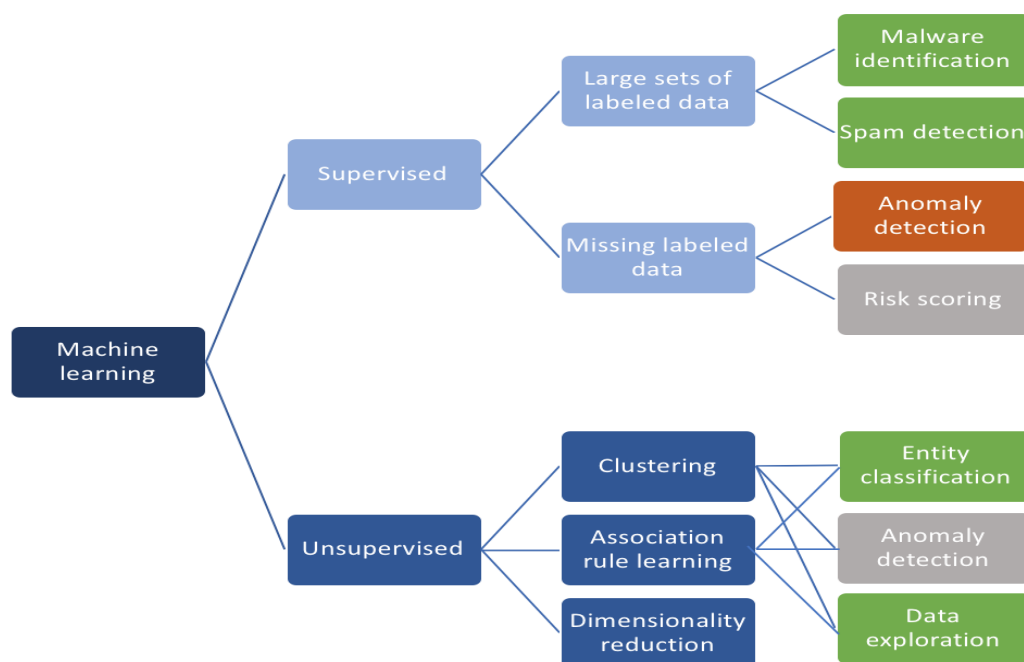 Malware
identification
Large sets of
labeled data
Spam detection
Supervised
Anomaly
detection
Missing labeled
data
Risk scoring
Machine
learning
Entity
classification
Clustering
Unsupervised
Association
rule learning
Anomaly
detection
Dimensionality
reduction
Data
exploration